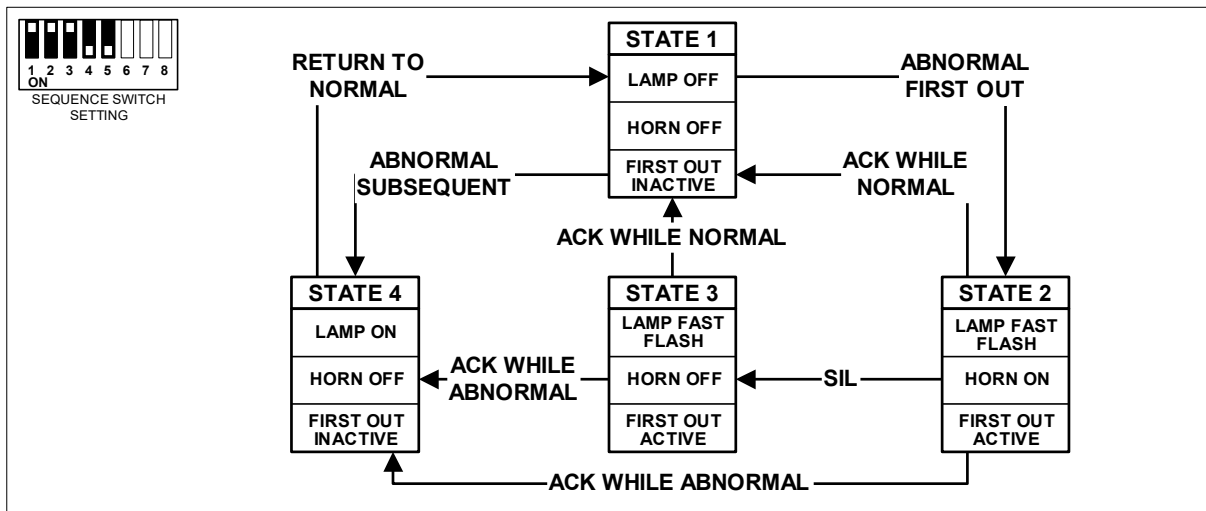 1 2 3 4 5 6 7 8
ON
SEQUENCE SWITCH
SETTING
RETURN TO
NORMAL
STATE 1
LAMP OFF
HORN OFF
FIRST OUT
INACTIVE
ABNORMAL
FIRST OUT
ABNORMAL
SUBSEQUENT
ACK WHILE
NORMAL
ACK WHILE NORMAL
STATE 4
LAMP ON
HORN OFF
FIRST OUT
INACTIVE
ACK WHILE
ABNORMAL
STATE 3
LAMP FAST
FLASH
HORN OFF
FIRST OUT
ACTIVE
SIL
STATE 2
LAMP FAST
FLASH
HORN ON
FIRST OUT
ACTIVE
ACK WHILE ABNORMAL